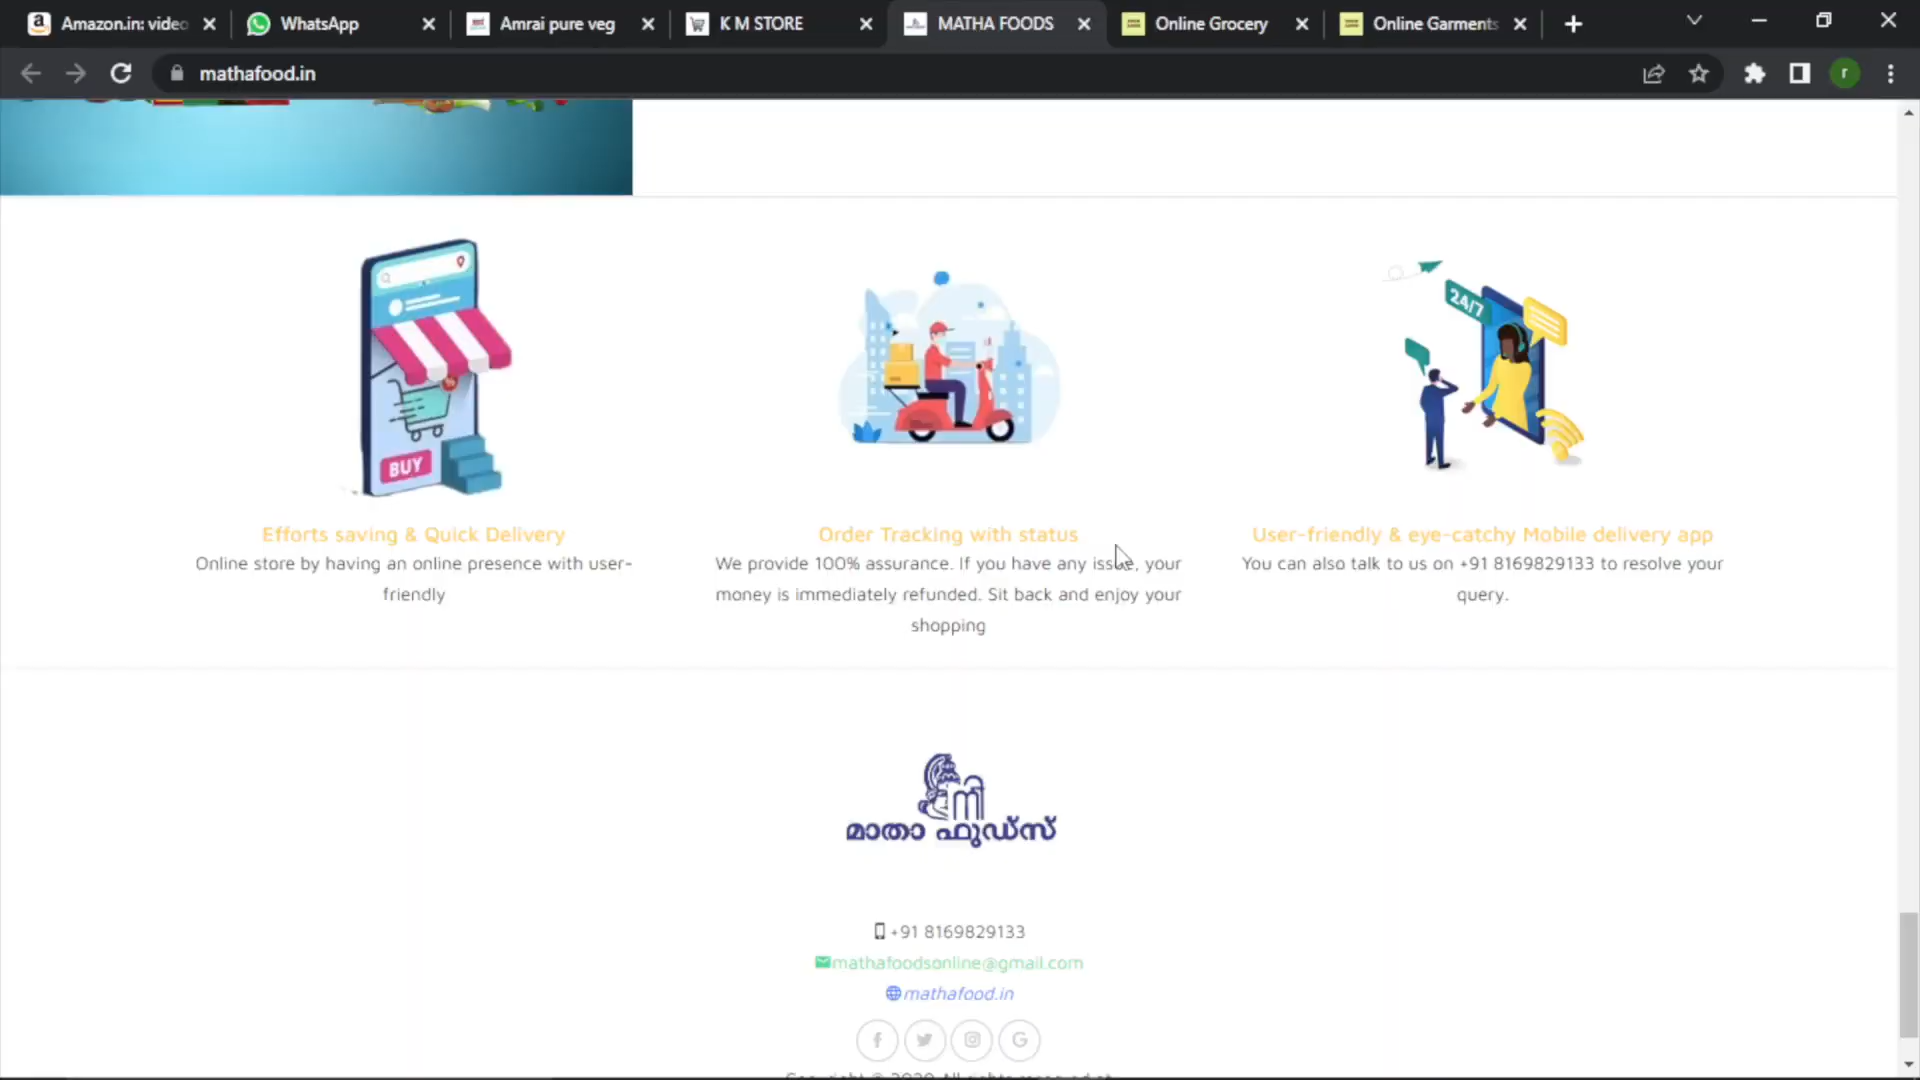 Amazon.in: video
WhatsApp
Amrai pure veg
K M STORE
MATHA FOODS
Online Grocery
Online Garments
mathafood.in
r
BUY
24/7
Efforts saving & Quick Delivery
Online store by having an online presence with user-
friendly
Order Tracking with status
We provide 100% assurance. If you have any issue, your
money is immediately refunded. Sit back and enjoy your
shopping
User-friendly & eye-catchy Mobile delivery app
You can also talk to us on +91 8169829133 to resolve your
query.
മാതാ ഫുഡ്സ്
+91 8169829133
mathafoodsonline@gmail.com
mathafood.in